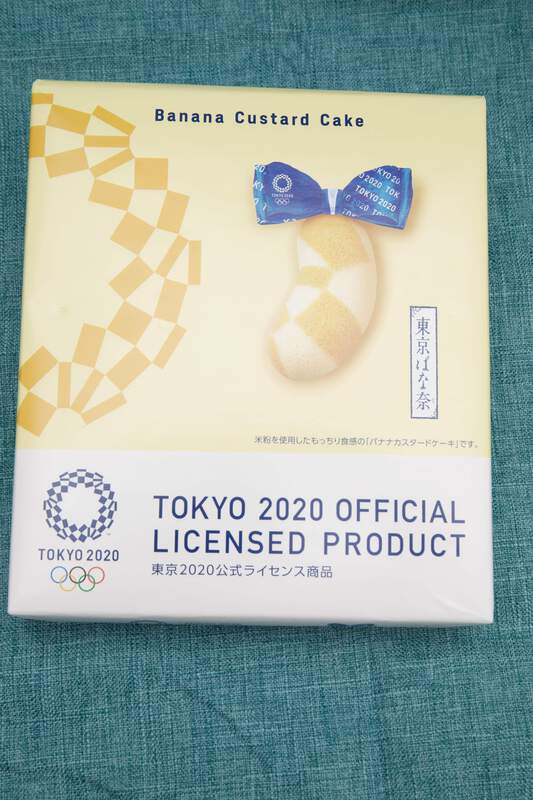 Banana Custard Cake
TOKYO 2020
TOKYO 2020
TOKYO
東京ばな奈
米粉を使用したもっちり食感の「バナナカスタードケーキ」です。
TOKYO 2020
TOKYO 2020 OFFICIAL
LICENSED PRODUCT
東京2020公式ライセンス商品